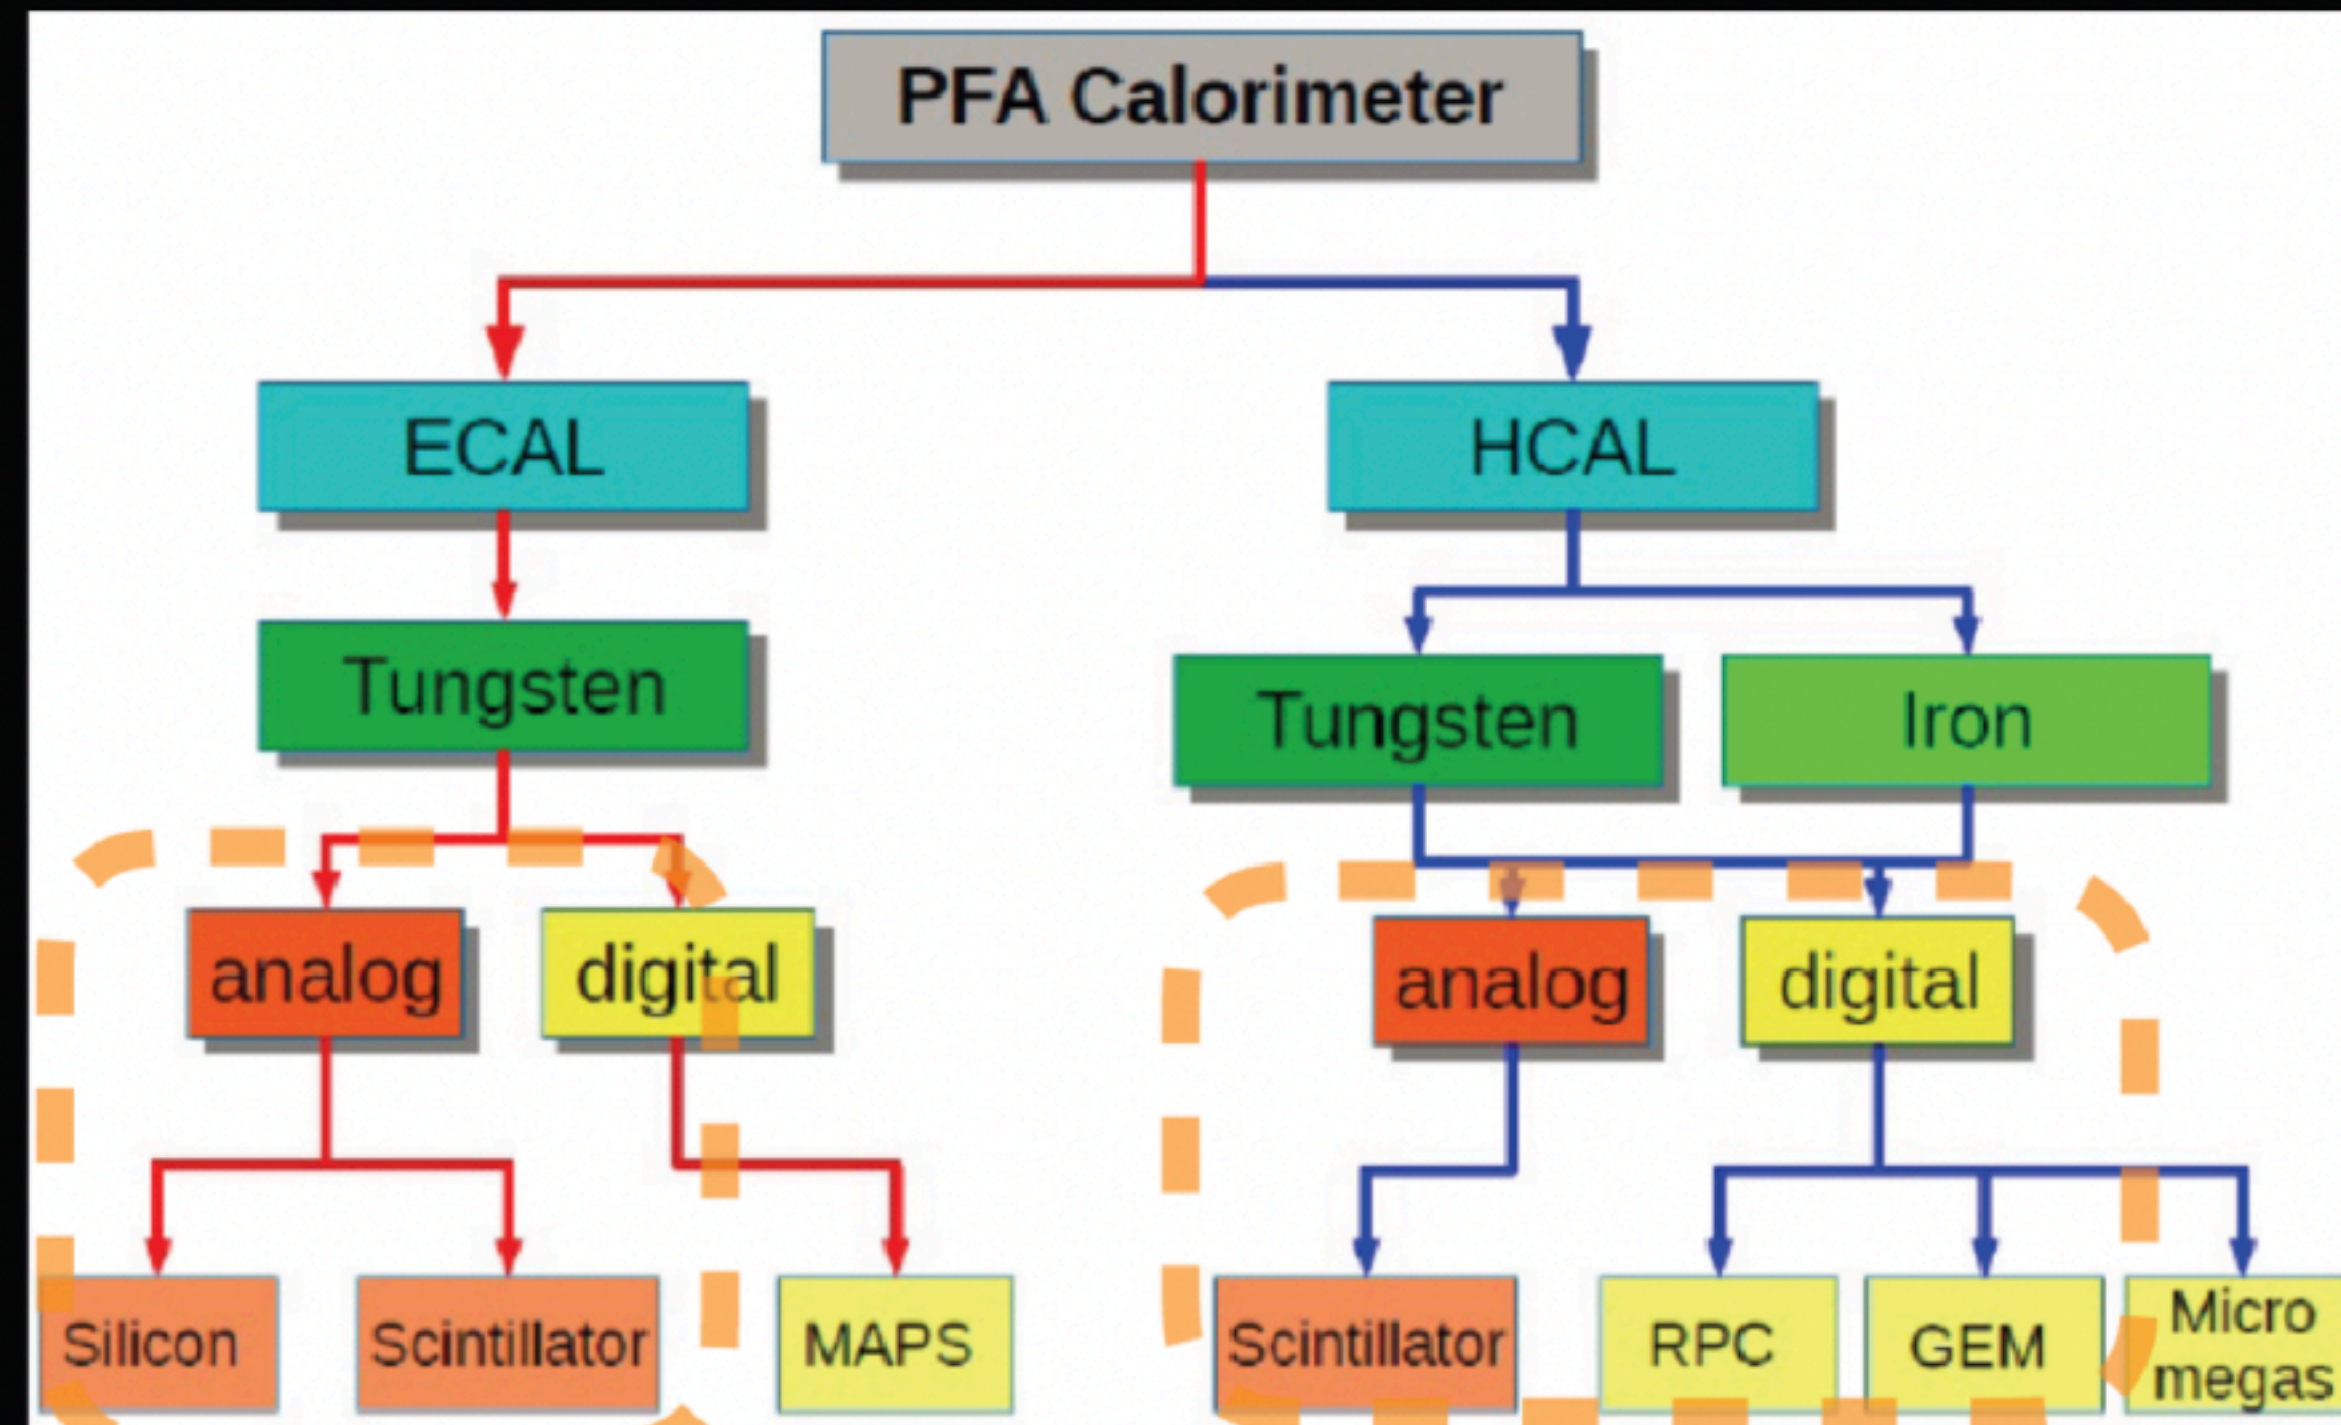 PFA Calorimeter
ECAL
HCAL
Tungsten
Tungsten
Iron
analog
digital
analog
digital
Silicon
Scintillator
MAPS
Scintillator
RPC
GEM
Micro
megas